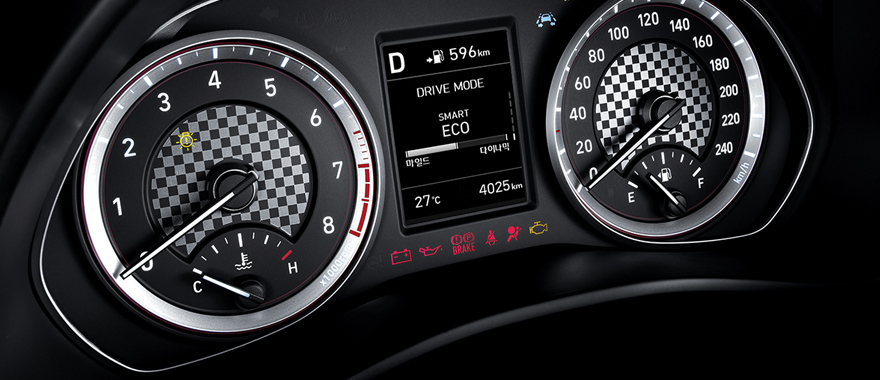 1
2
3
4
5
6
7
8
x1000r
C
H
D
596km
DRIVE MODE
SMART
ECO
마일드
다이나믹
27°C
4025km
BRAKE
0
20
40
60
80
100
120
140
160
180
200
220
240
km/h
E
F